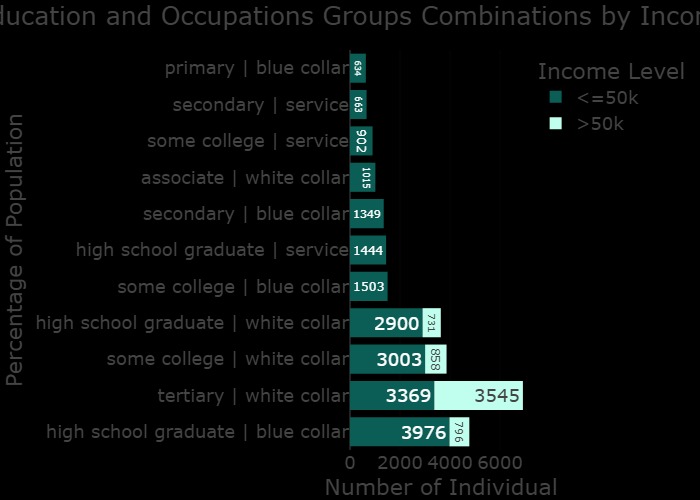 ducation and Occupations Groups Combinations by Incom
Income Level
<=50k
>50k
Percentage of Population
primary | blue collar 634
secondary | service 663
some college | service 902
associate | white collar 1015
secondary | blue collar 1349
high school graduate | service 1444
some college | blue collar 1503
high school graduate | white collar 2900 731
some college | white collar 3003 858
tertiary | white collar 3369 3545
high school graduate | blue collar 3976 796
0 2000 4000 6000
Number of Individual